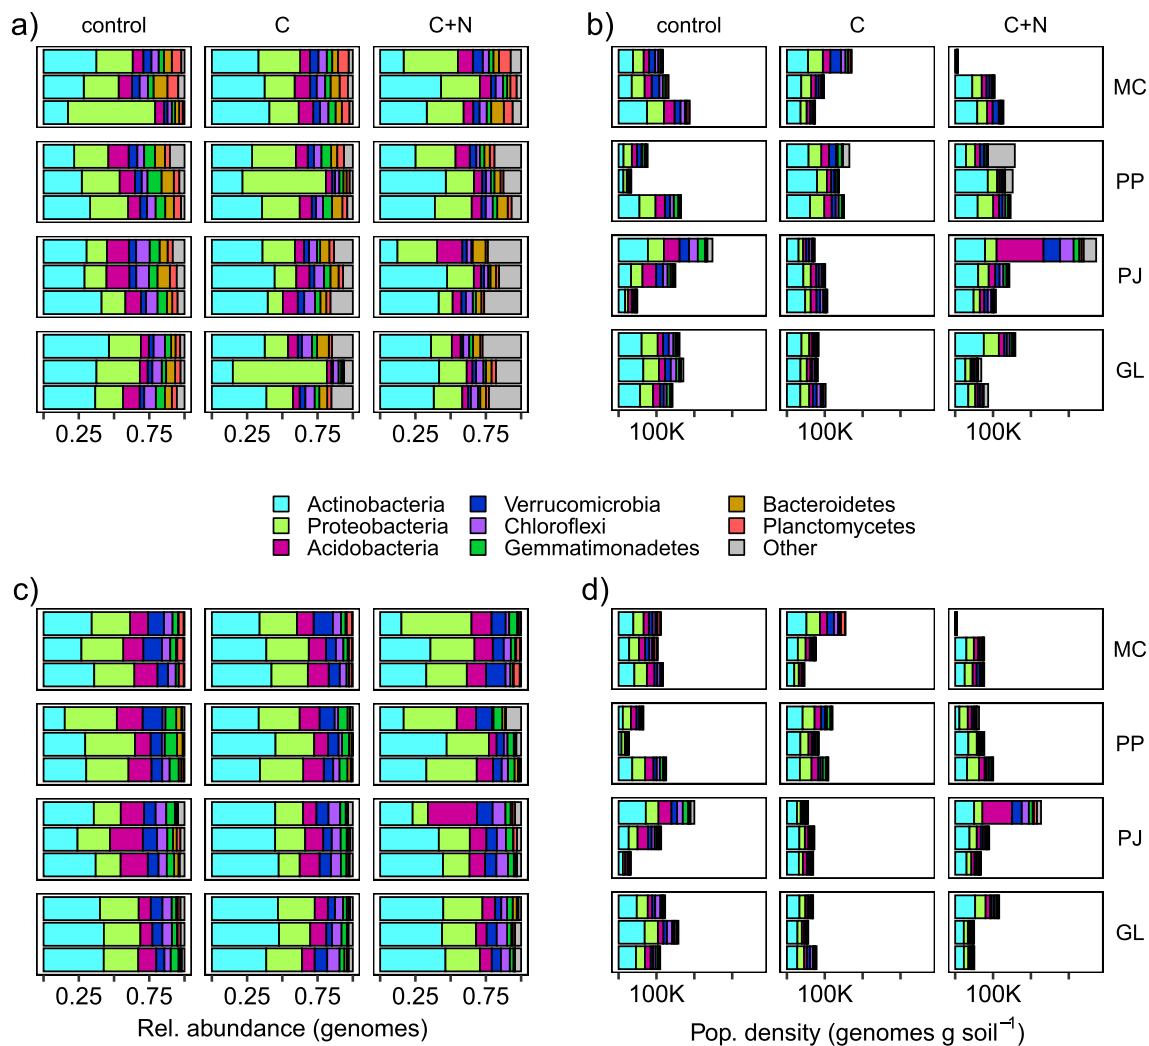 a) control C C+N b) control C C+N
MC
PP
PJ
GL
0.25 0.75 0.25 0.75 0.25 0.75 100K 100K 100K
Actinobacteria Verrucomicrobia Bacteroidetes
Proteobacteria Chloroflexi Planctomycetes
Acidobacteria Gemmatimonadetes Other
c) d)
MC
PP
PJ
GL
0.25 0.75 0.25 0.75 0.25 0.75 100K 100K 100K
Rel. abundance (genomes) Pop. density (genomes g soil⁻¹)